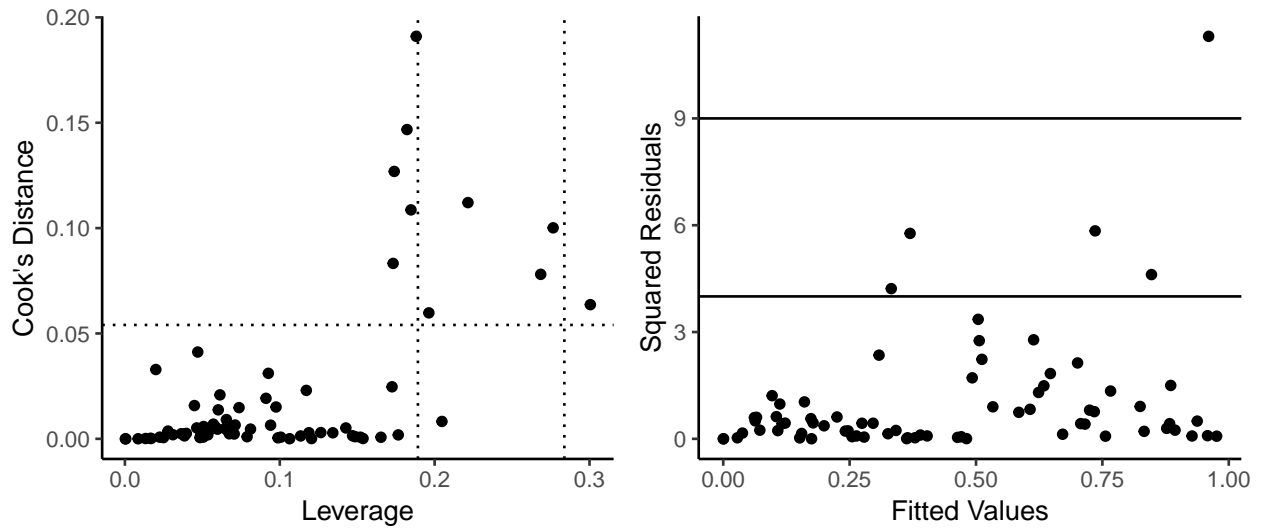 0.20
0.15
0.10
0.05
0.00
Cook's Distance
0.0 0.1 0.2 0.3
Leverage
9
6
3
0
Squared Residuals
0.00 0.25 0.50 0.75 1.00
Fitted Values